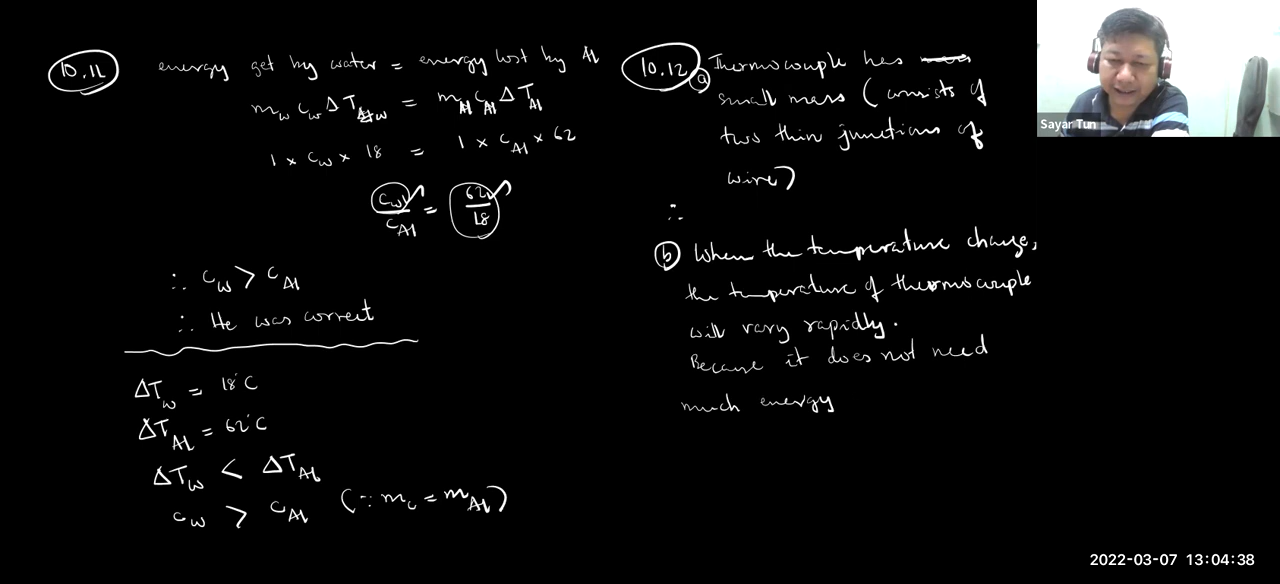 10.11
energy get by water = energy lost by Al
m_w c_w ΔT_w = m_Al c_Al ΔT_Al
1 × c_w × 18 = 1 × c_Al × 62
c_w / c_Al = 62 / 18
∴ c_w > c_Al
∴ He was correct
ΔT_w = 18°C
ΔT_Al = 62°C
ΔT_w < ΔT_Al
c_w > c_Al (∵ m_c = m_Al)
10.12
a Thermocouple has
small mass (consists of
two thin junctions of
wire)
∴
b When the temperature change,
the temperature of thermocouple
will vary rapidly.
Because it does not need
much energy
Sayar Tun
2022-03-07 13:04:38